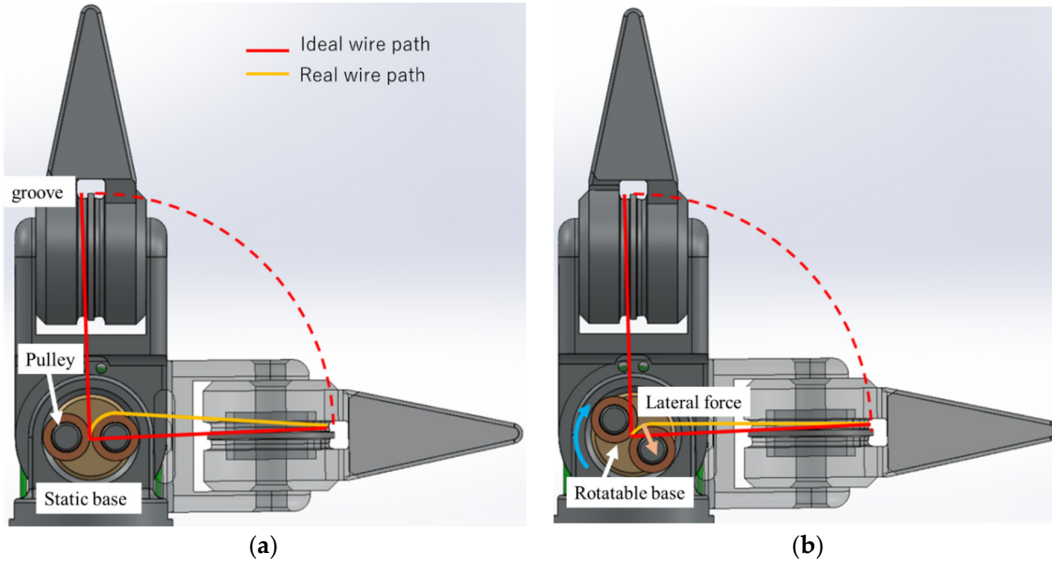 Ideal wire path
Real wire path
groove
Pulley
Static base
Lateral force
Rotatable base
(a)
(b)